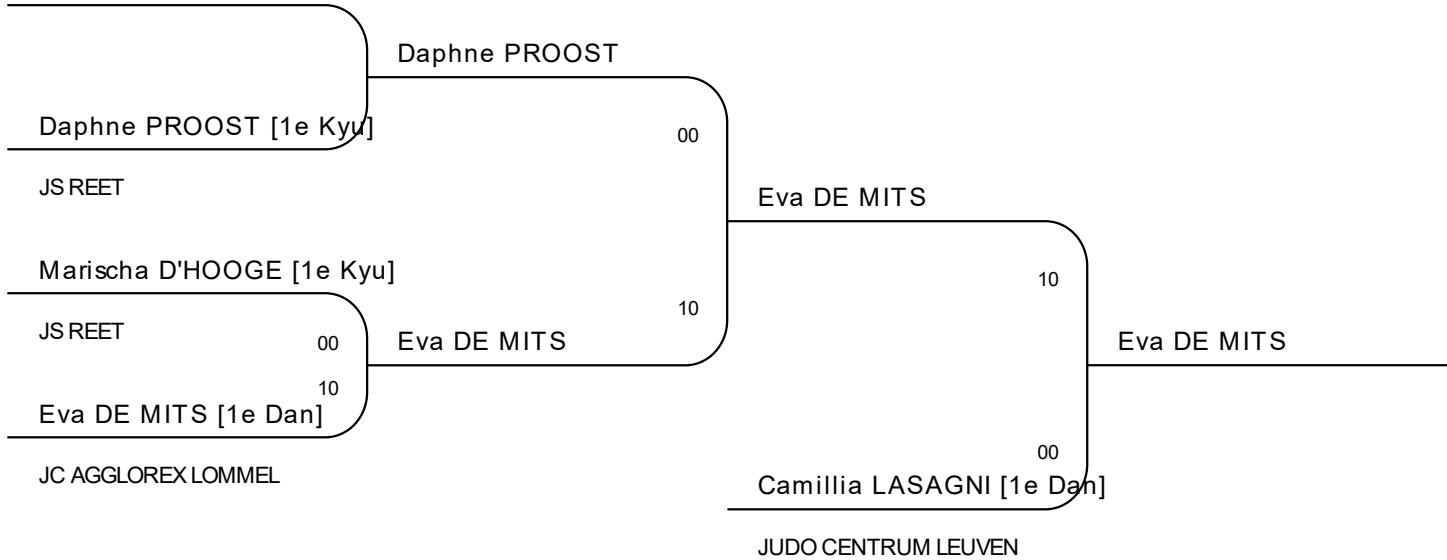 Daphne PROOST
Daphne PROOST [1e Kyu]
00
JS REET
Eva DE MITS
Marischa D'HOOGE [1e Kyu]
10
10
JS REET
00
Eva DE MITS
Eva DE MITS
10
Eva DE MITS [1e Dan]
00
JC AGGLOREX LOMMEL
Camillia LASAGNI [1e Dan]
JUDO CENTRUM LEUVEN